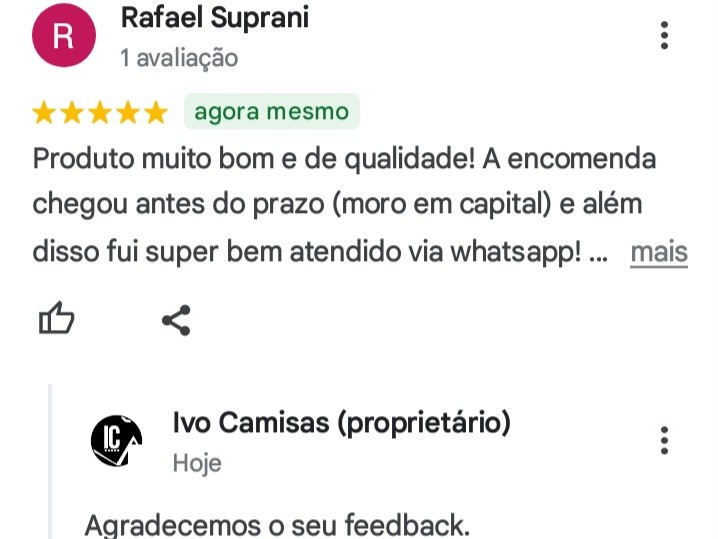 R
Rafael Suprani
1 avaliação
agora mesmo
Produto muito bom e de qualidade! A encomenda
chegou antes do prazo (moro em capital) e além
disso fui super bem atendido via whatsapp! ... mais
IC
Ivo Camisas (proprietário)
Hoje
Agradecemos o seu feedback.